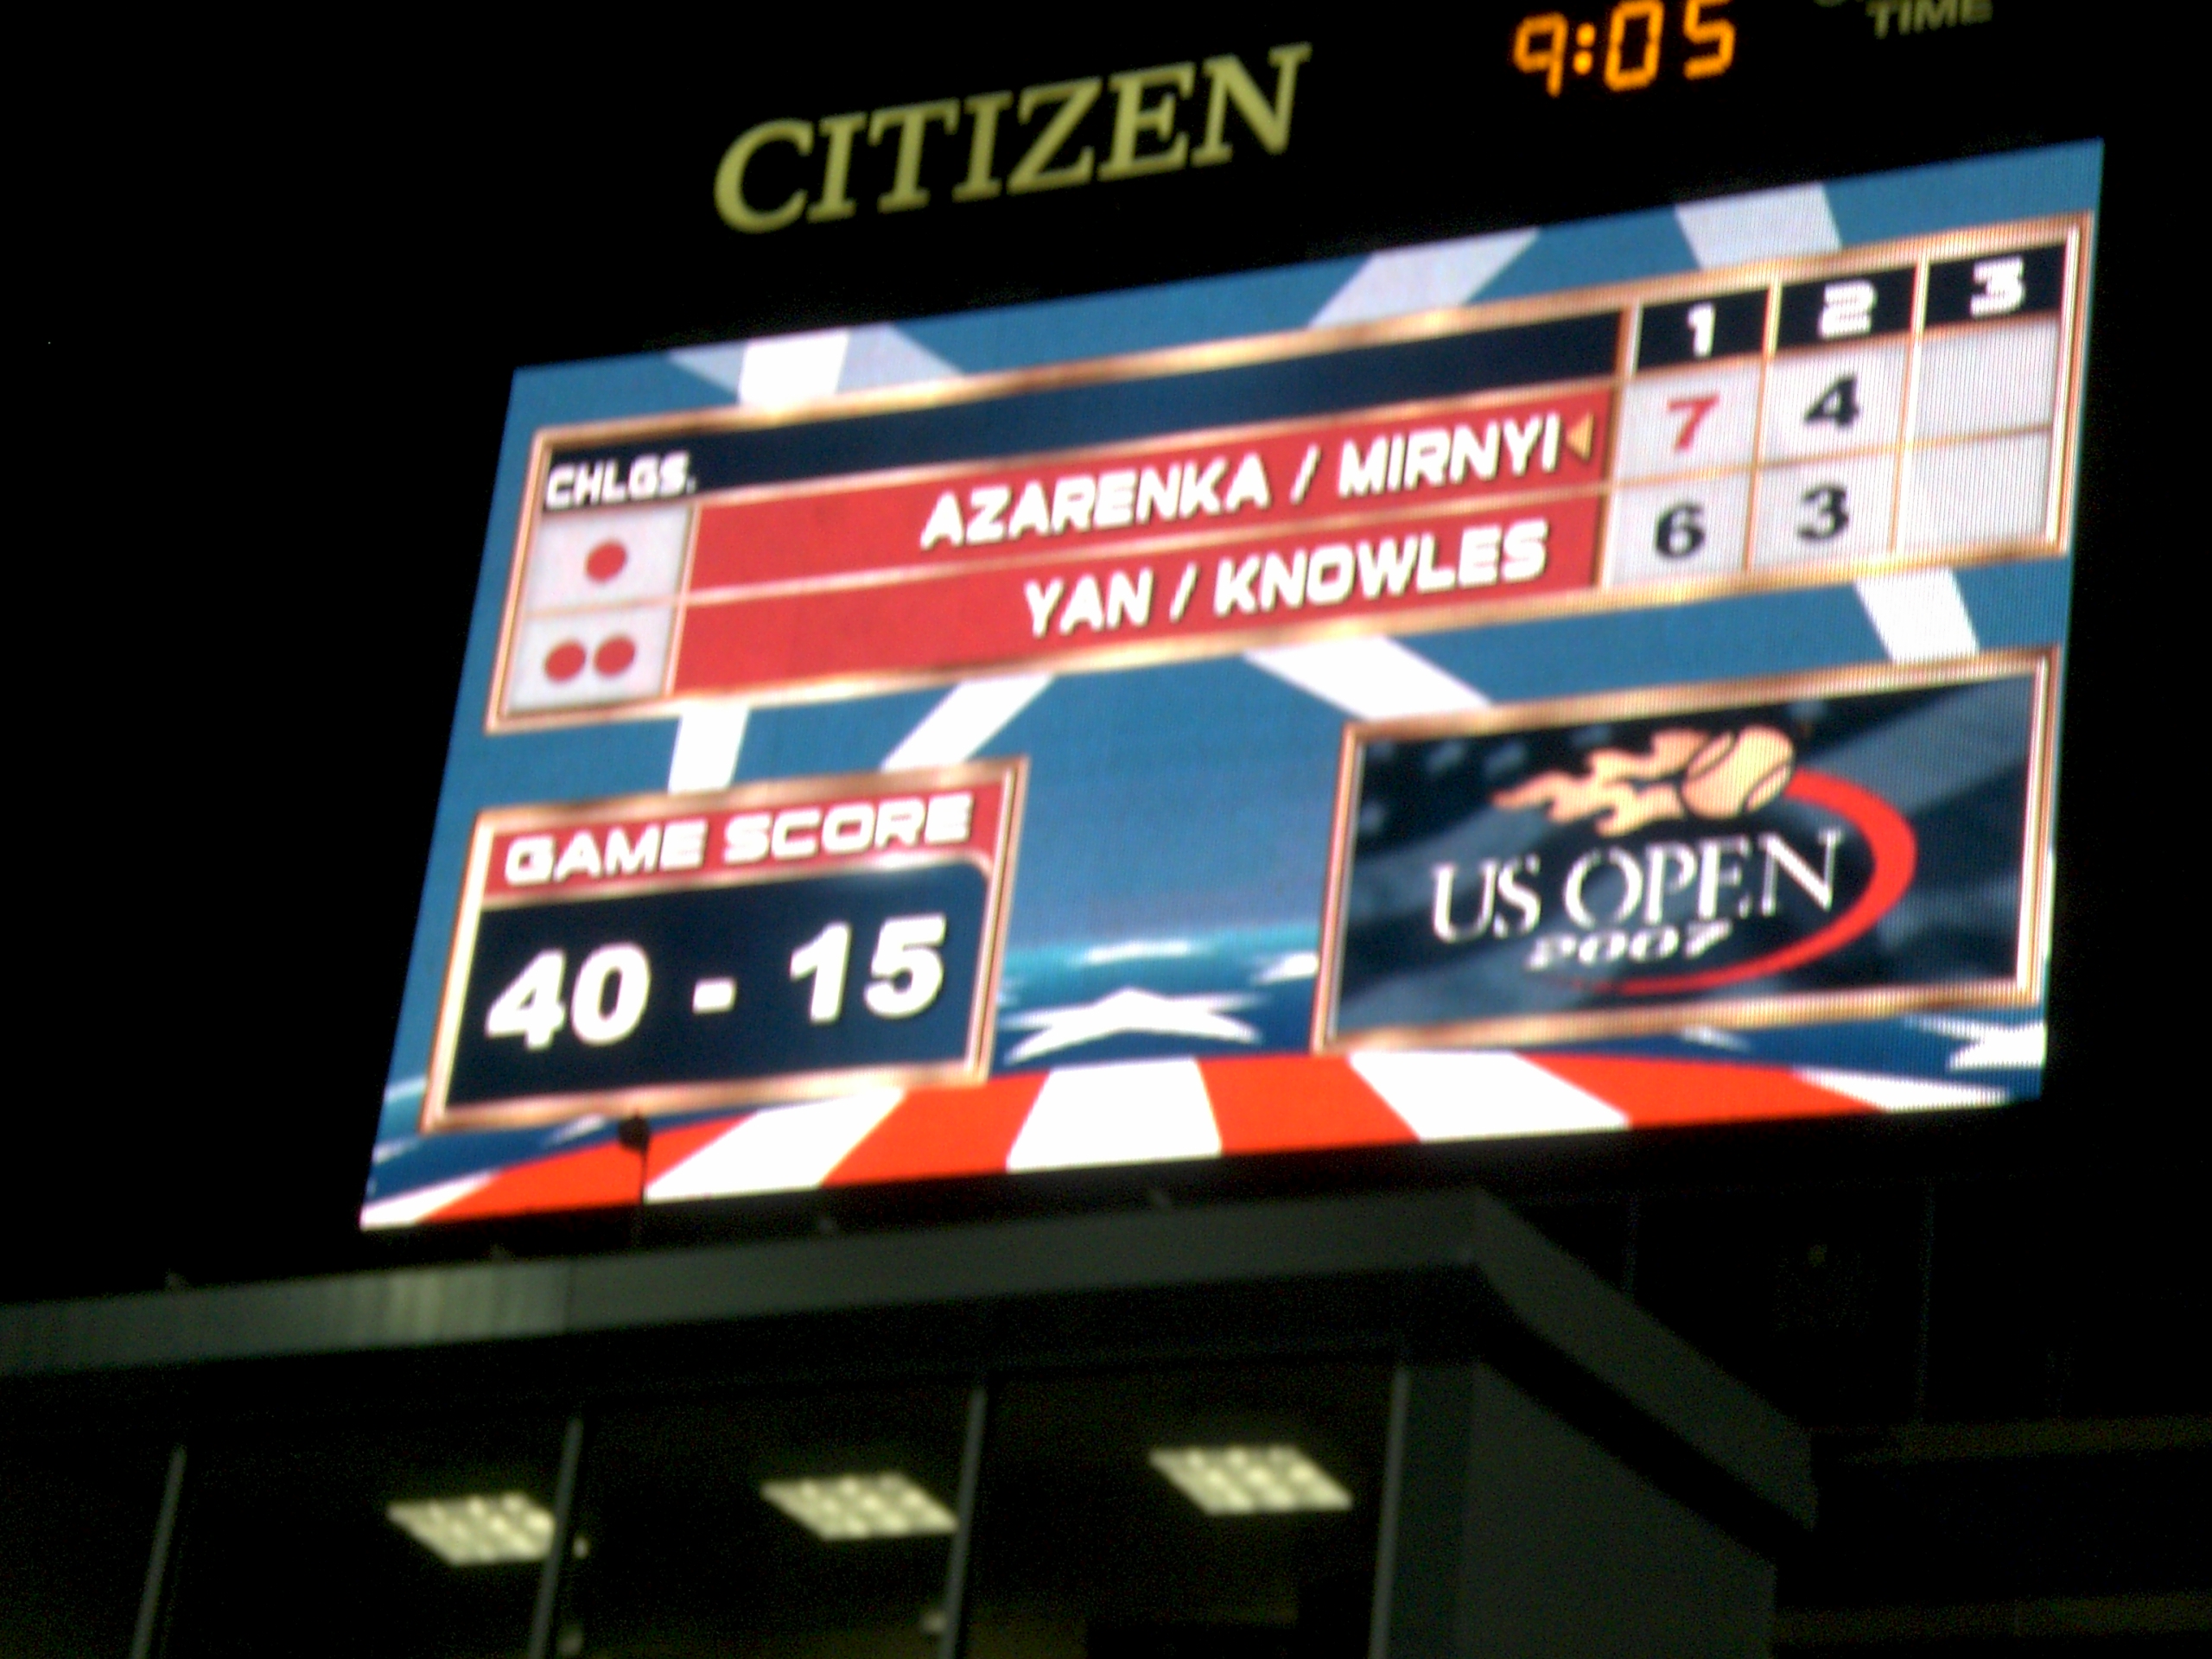 9:05
TIME
CITIZEN
CHLGS. 1 2 3
AZARENKA / MIRNYI 7 4
YAN / KNOWLES 6 3
GAME SCORE
40 - 15
US OPEN
2007